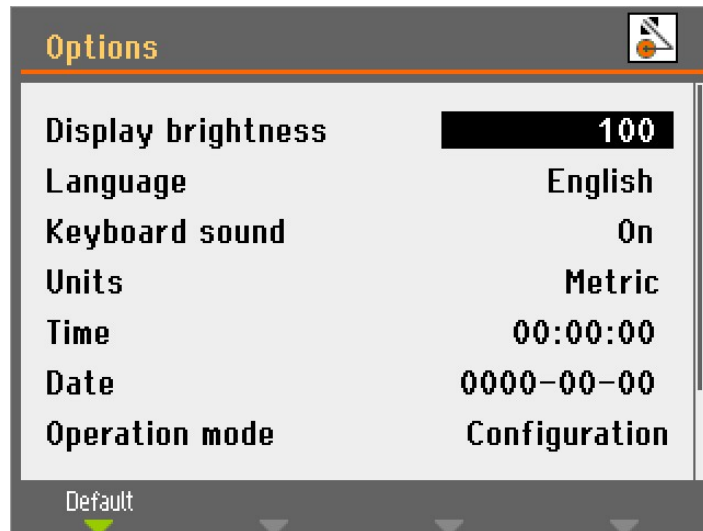 Options
Display brightness 100
Language English
Keyboard sound On
Units Metric
Time 00:00:00
Date 0000-00-00
Operation mode Configuration
Default